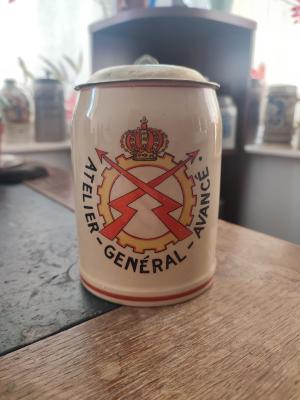 ATELIER - GÉNÉRAL - AVANCÉ.